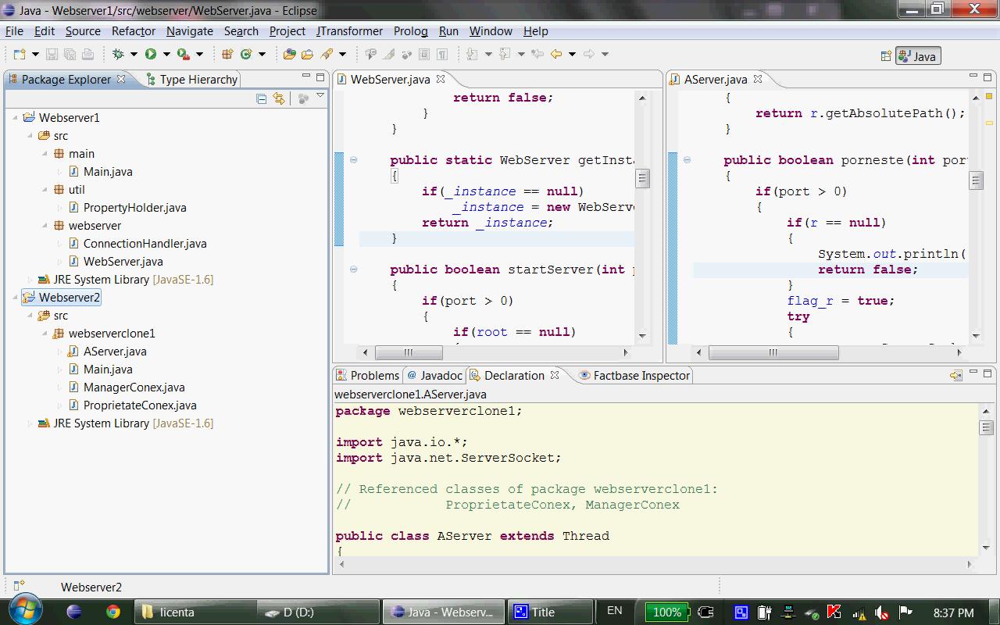 Java - Webserver1/src/webserver/WebServer.java - Eclipse
File Edit Source Refactor Navigate Search Project JTransformer Prolog Run Window Help
Java
Package Explorer Type Hierarchy
Webserver1
src
main
Main.java
util
PropertyHolder.java
webserver
ConnectionHandler.java
WebServer.java
JRE System Library [JavaSE-1.6]
Webserver2
src
webserverclone1
AServer.java
Main.java
ManagerConex.java
ProprietateConex.java
JRE System Library [JavaSE-1.6]
WebServer.java
return false;
}
}
public static WebServer getInsta
{
if(_instance == null)
_instance = new WebServe
return _instance;
}
public boolean startServer(int p
{
if(port > 0)
{
if(root == null)
AServer.java
{
return r.getAbsolutePath();
}
public boolean porneste(int por
{
if(port > 0)
{
if(r == null)
{
System.out.println(
return false;
}
flag_r = true;
try
{
Problems @ Javadoc Declaration Factbase Inspector
webserverclone1.AServer.java
package webserverclone1;
import java.io.*;
import java.net.ServerSocket;
// Referenced classes of package webserverclone1:
// ProprietateConex, ManagerConex
public class AServer extends Thread
{
Webserver2
licenta D (D:) Java - Webserv... Title EN 100% 8:37 PM